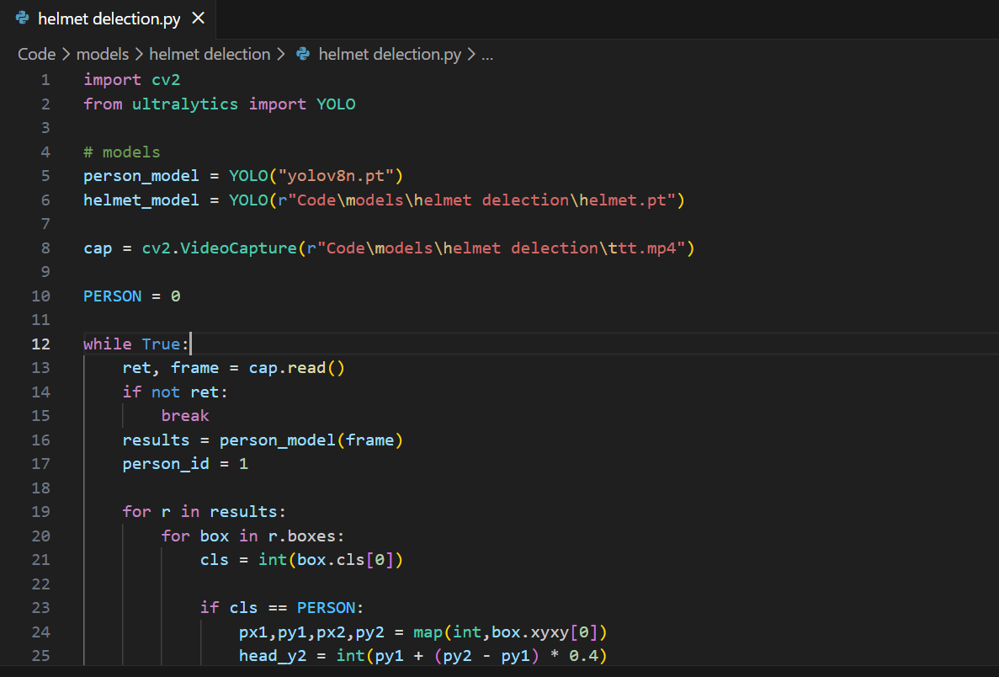 helmet delection.py ×
Code > models > helmet delection > helmet delection.py > ...
1 import cv2
2 from ultralytics import YOLO
3
4 # models
5 person_model = YOLO("yolov8n.pt")
6 helmet_model = YOLO(r"Code\models\helmet delection\helmet.pt")
7
8 cap = cv2.VideoCapture(r"Code\models\helmet delection\ttt.mp4")
9
10 PERSON = 0
11
12 while True:
13     ret, frame = cap.read()
14     if not ret:
15         break
16     results = person_model(frame)
17     person_id = 1
18
19     for r in results:
20         for box in r.boxes:
21             cls = int(box.cls[0])
22
23             if cls == PERSON:
24                 px1,py1,px2,py2 = map(int,box.xyxy[0])
25                 head_y2 = int(py1 + (py2 - py1) * 0.4)